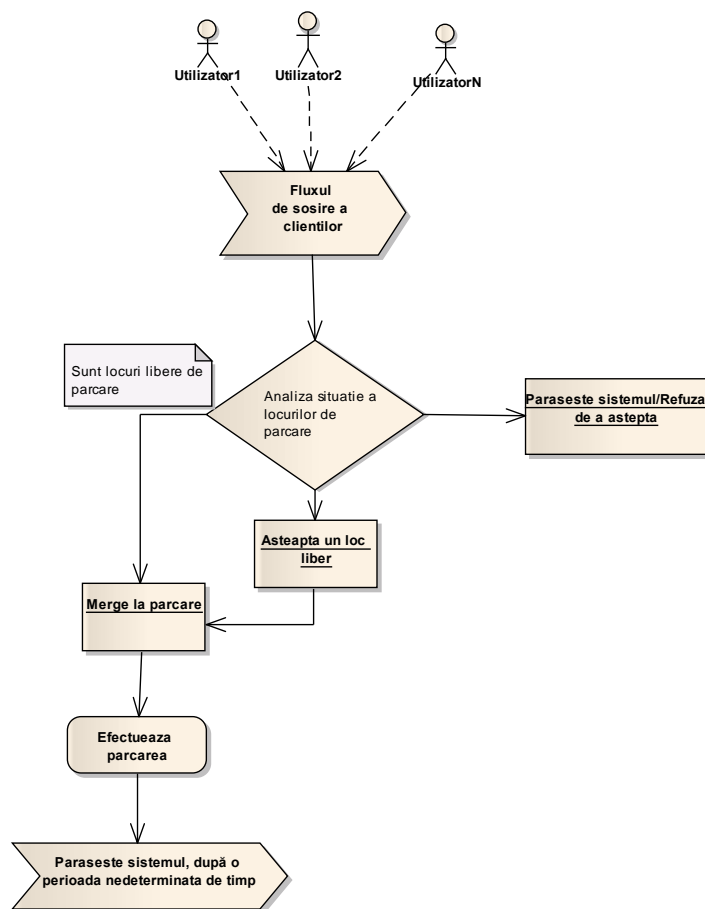 Utilizator1
Utilizator2
UtilizatorN
Fluxul
de sosire a
clientilor
Sunt locuri libere de
parcare
Analiza situatie a
locurilor de
parcare
Paraseste sistemul/Refuza
de a astepta
Asteapta un loc
liber
Merge la parcare
Efectueaza
parcarea
Paraseste sistemul, după o
perioada nedeterminata de timp